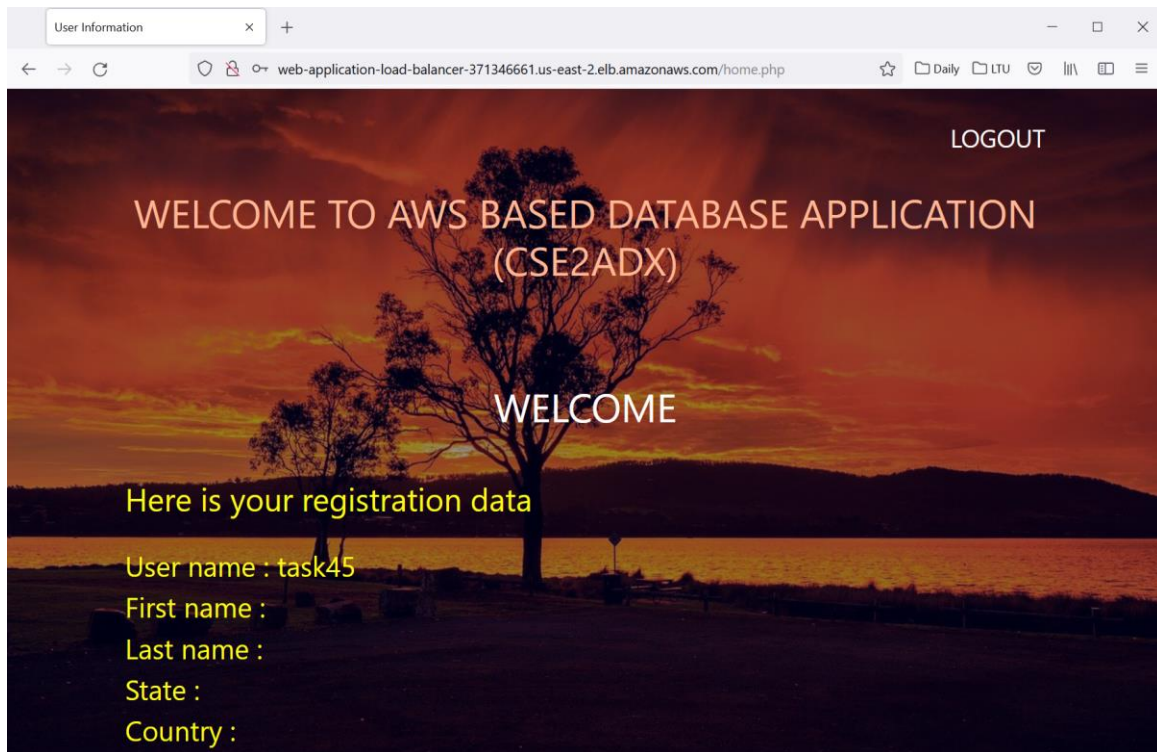 User Information
web-application-load-balancer-371346661.us-east-2.elb.amazonaws.com/home.php
Daily
LTU
LOGOUT
WELCOME TO AWS BASED DATABASE APPLICATION
(CSE2ADX)
WELCOME
Here is your registration data
User name : task45
First name :
Last name :
State :
Country :